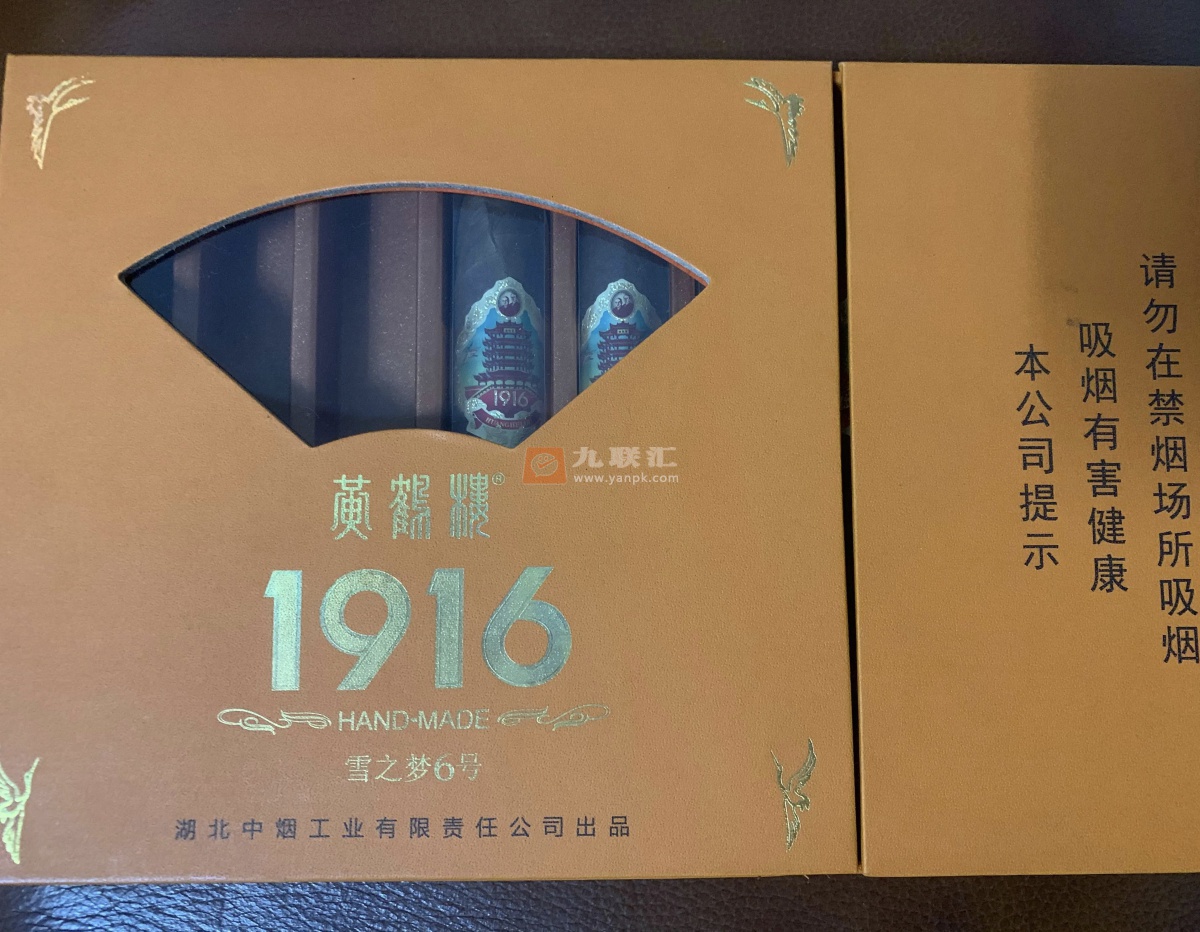 1916
HUANGHE
九联汇
www.yanpk.com
黄鹤楼®
1916
HAND-MADE
雪之梦6号
湖北中烟工业有限责任公司出品
本公司提示
吸烟有害健康
请勿在禁烟场所吸烟